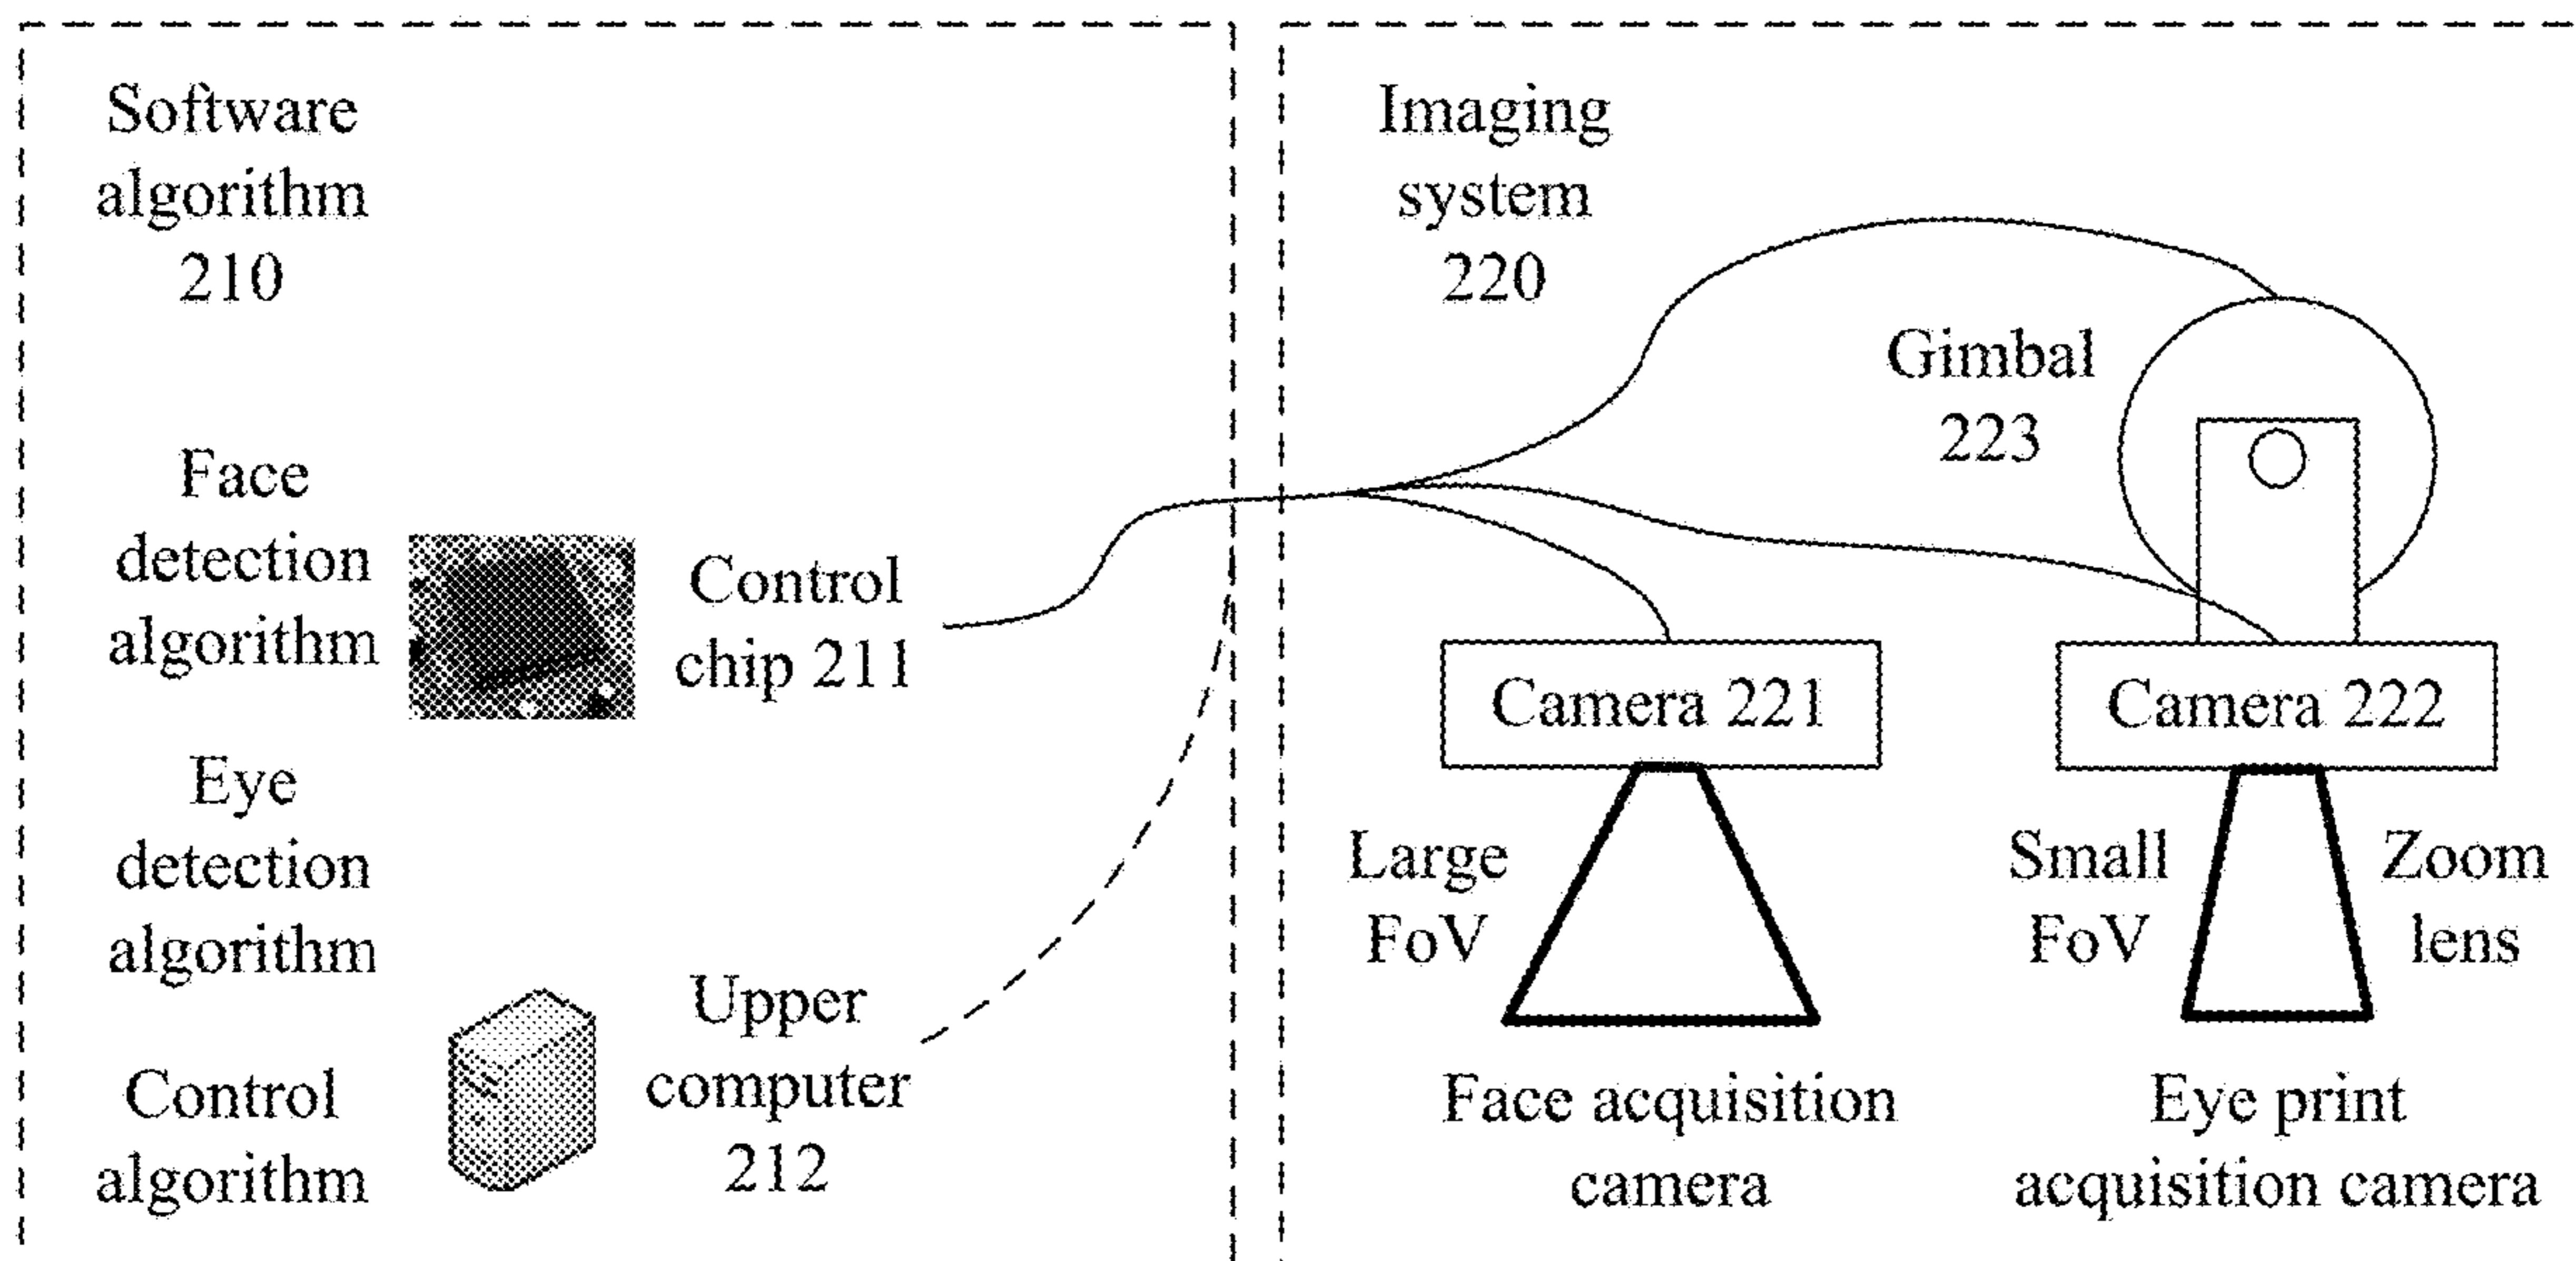 Software
algorithm
210
Face
detection
algorithm
Control
chip 211
Eye
detection
algorithm
Upper
computer
212
Control
algorithm
Imaging
system
220
Gimbal
223
Camera 221
Camera 222
Large
FoV
Small
FoV
Zoom
lens
Face acquisition
camera
Eye print
acquisition camera